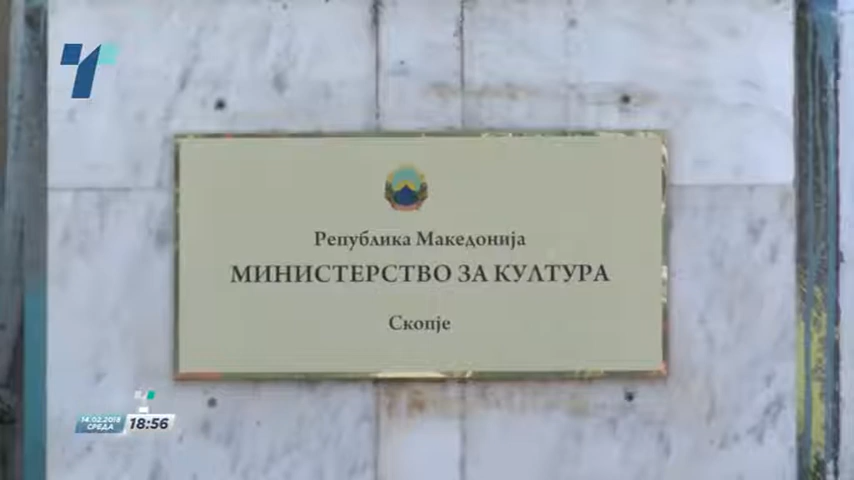 Република Македонија
МИНИСТЕРСТВО ЗА КУЛТУРА
Скопје
14.02.2018
СРЕДА
18:56